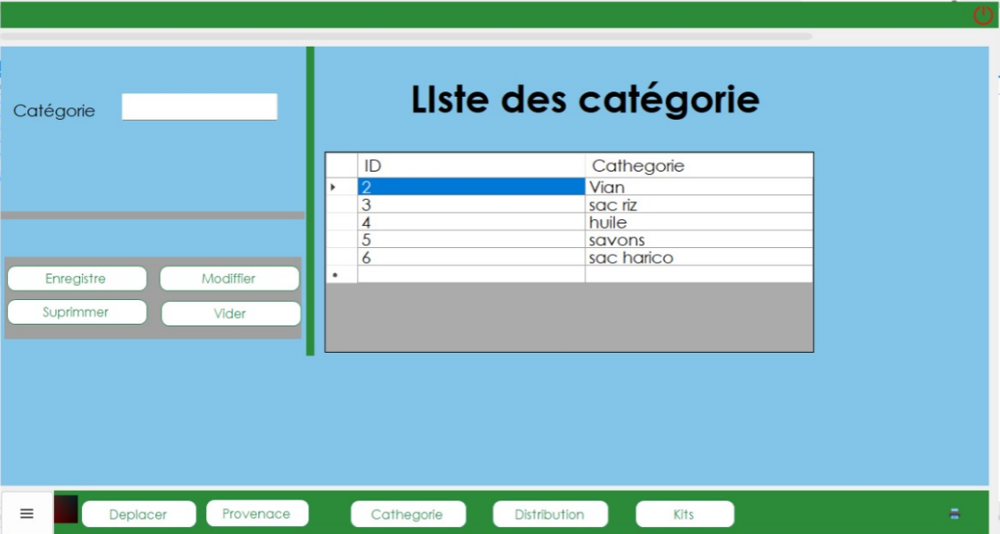 Catégorie
LIste des catégorie
ID Cathegorie
2 Vian
3 sac riz
4 huile
5 savons
6 sac harico
Enregistre Modiffier
Suprimmer Vider
Deplacer Provenace Cathegorie Distribution Kits